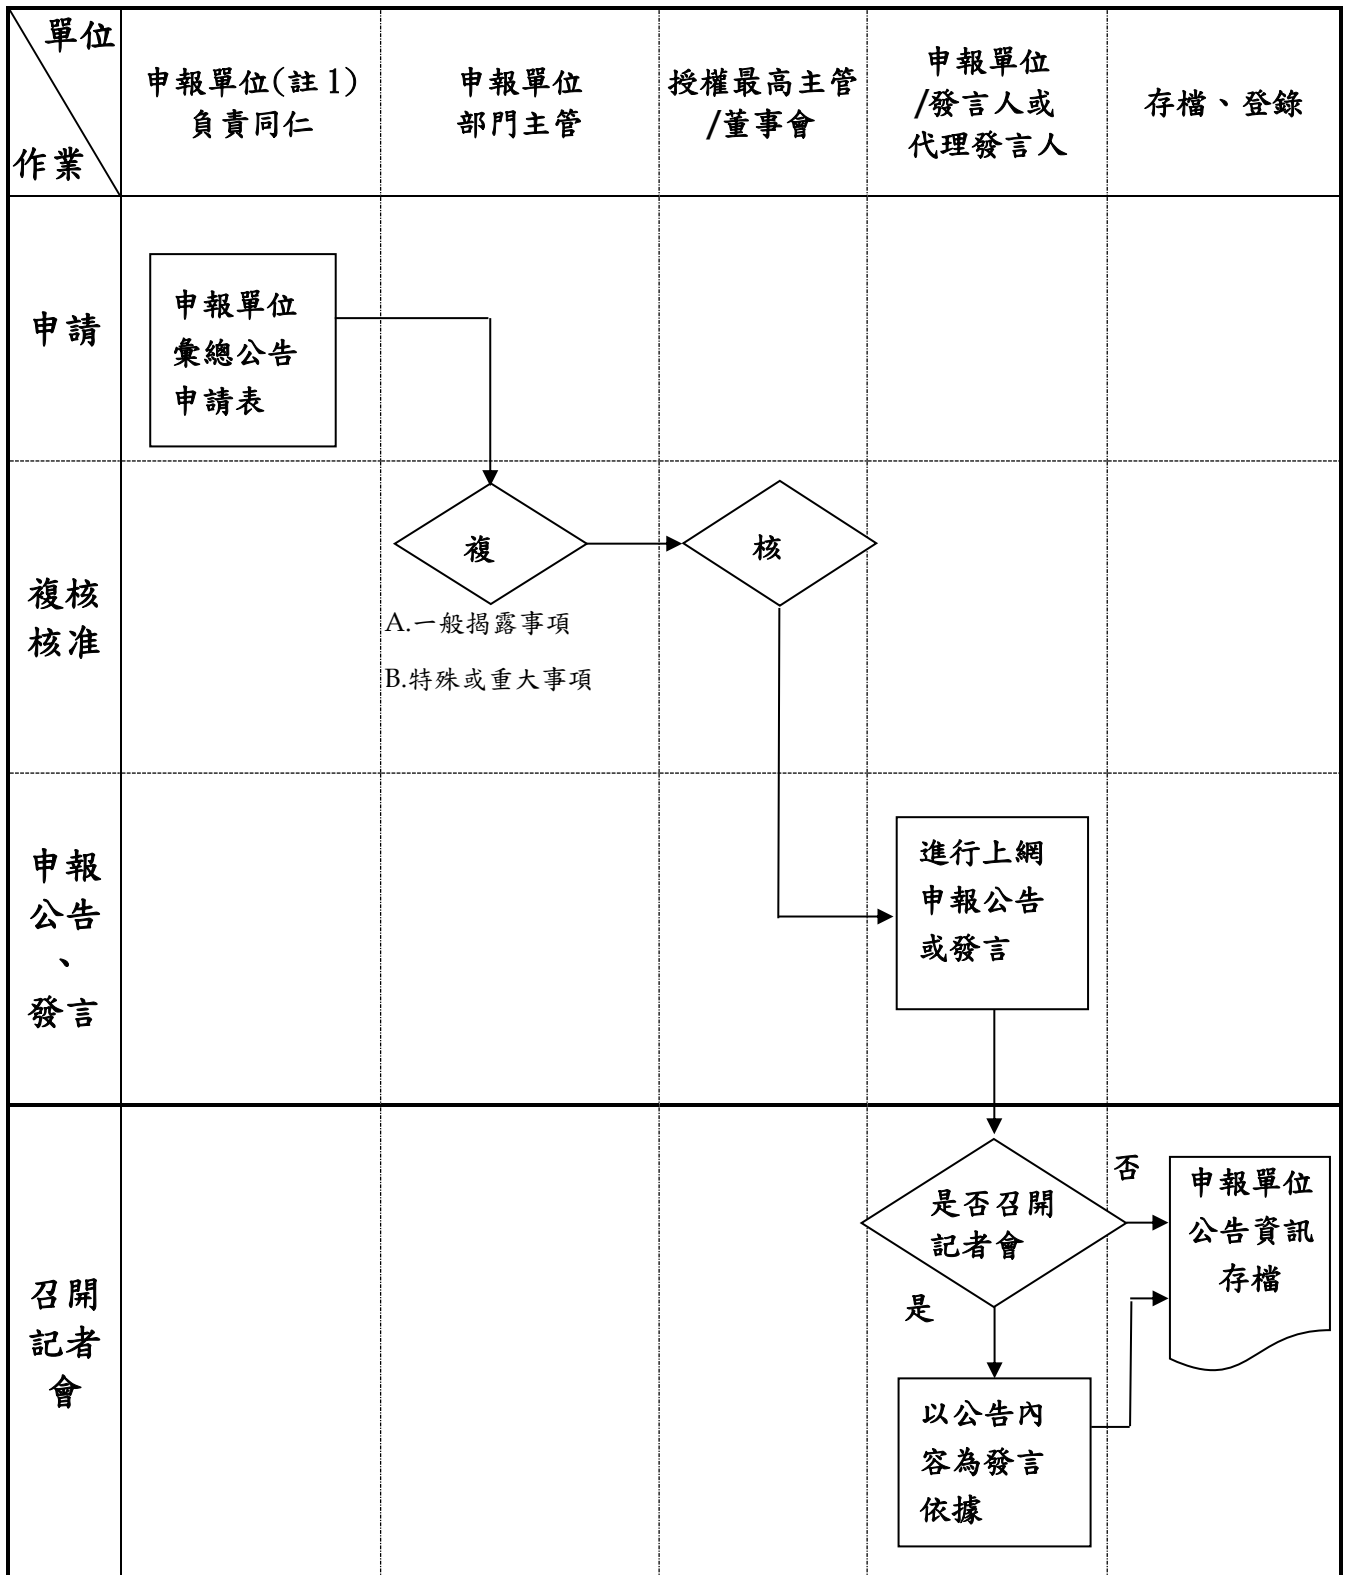 單位
作業
申報單位(註1)
負責同仁
申報單位
部門主管
授權最高主管
/董事會
申報單位
/發言人或
代理發言人
存檔、登錄
申請
申報單位
彙總公告
申請表
複核
核准
複
核
A.一般揭露事項
B.特殊或重大事項
申報
公告
、
發言
進行上網
申報公告
或發言
召開
記者
會
是否召開
記者會
否
是
申報單位
公告資訊
存檔
以公告內
容為發言
依據